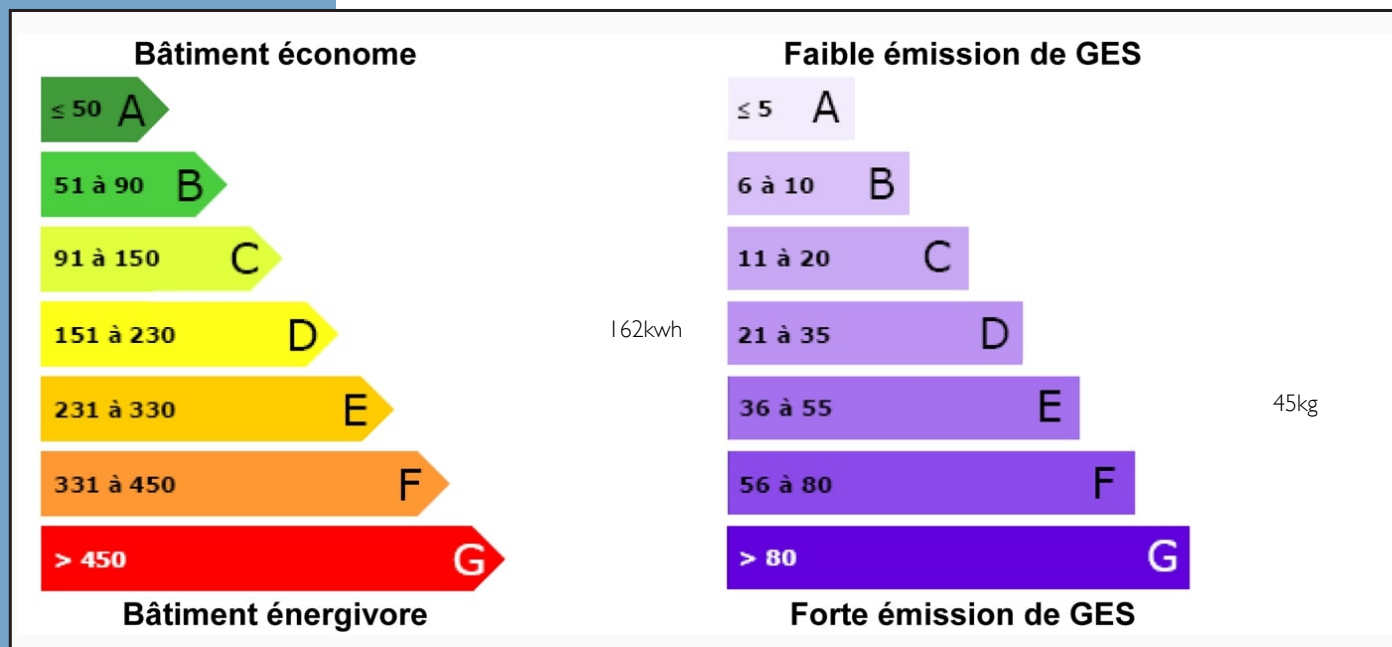 Bâtiment économe
≤ 50 A
51 à 90 B
91 à 150 C
151 à 230 D
162kwh
231 à 330 E
331 à 450 F
> 450 G
Bâtiment énergivore
Faible émission de GES
≤ 5 A
6 à 10 B
11 à 20 C
21 à 35 D
36 à 55 E
45kg
56 à 80 F
> 80 G
Forte émission de GES